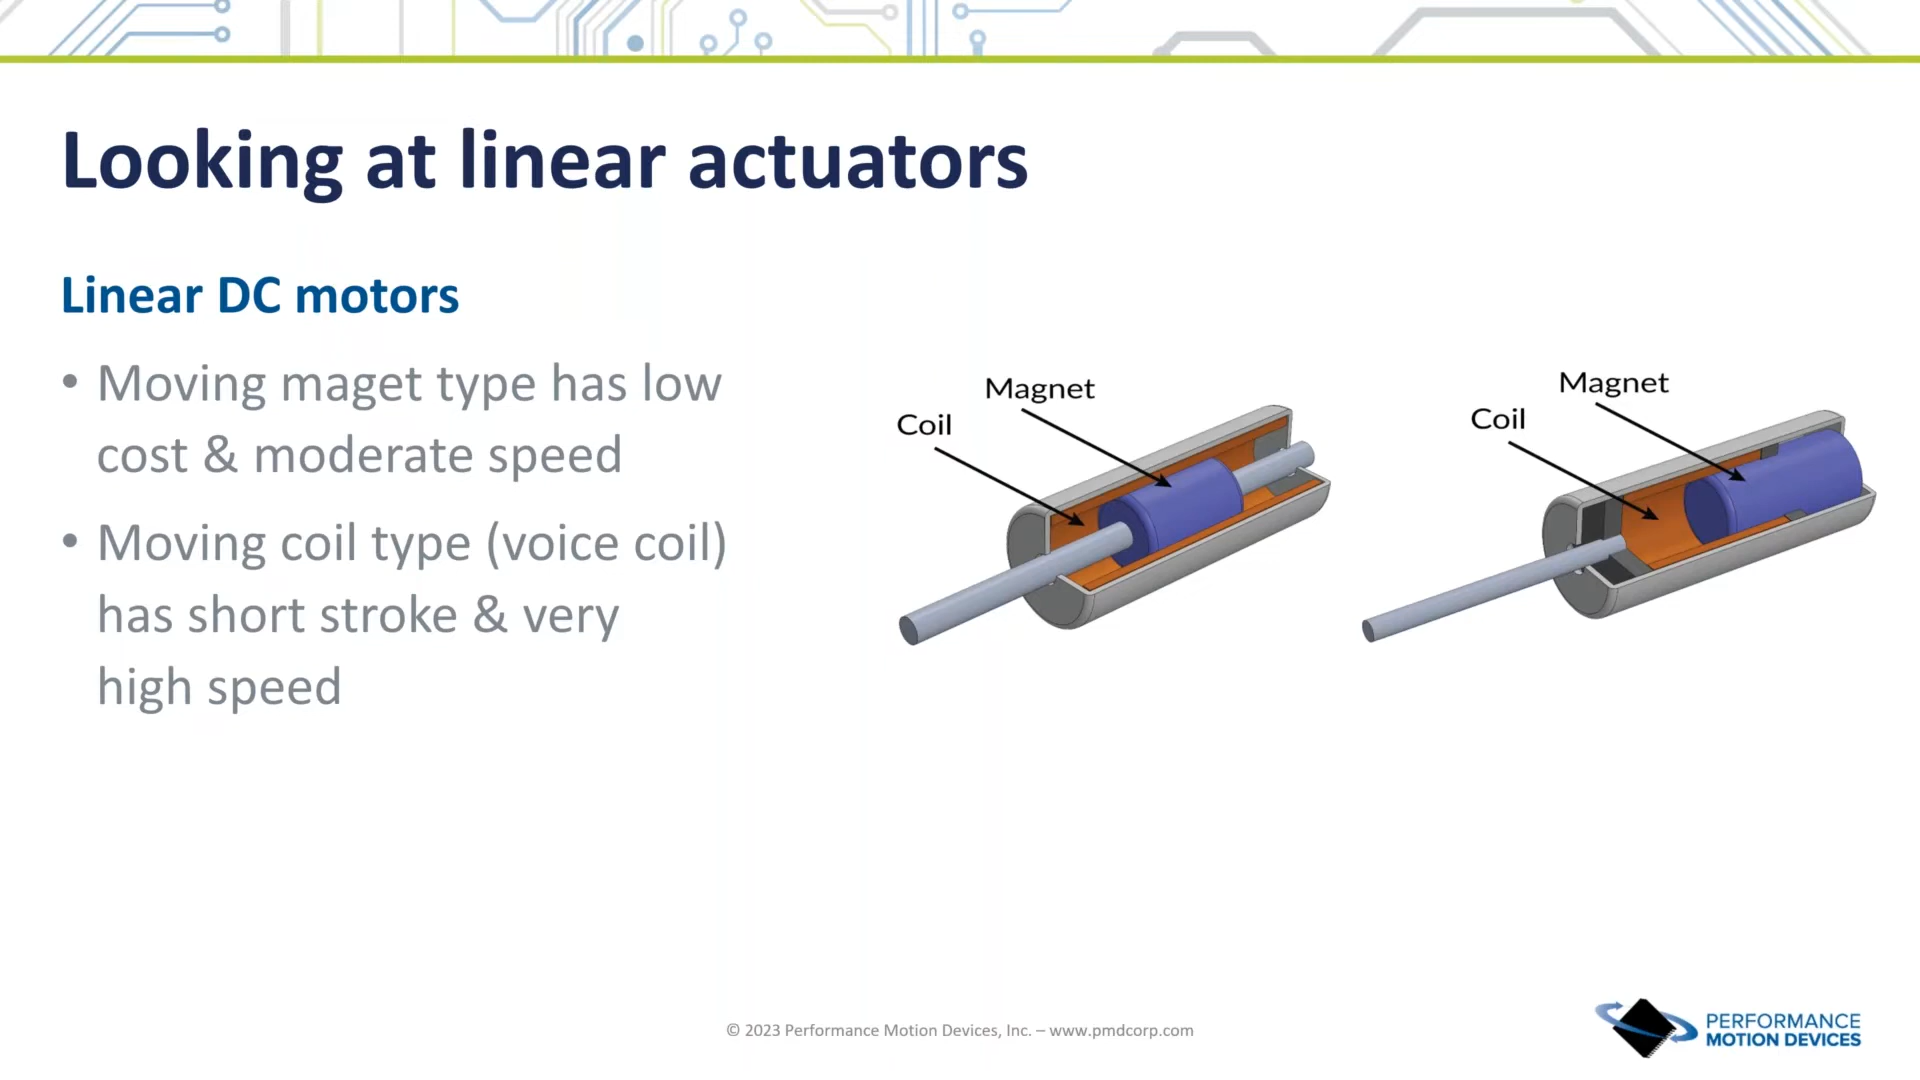 Looking at linear actuators
Linear DC motors
• Moving maget type has low
cost & moderate speed
• Moving coil type (voice coil)
has short stroke & very
high speed
Magnet
Coil
Magnet
Coil
© 2023 Performance Motion Devices, Inc. – www.pmdcorp.com
PERFORMANCE
MOTION DEVICES